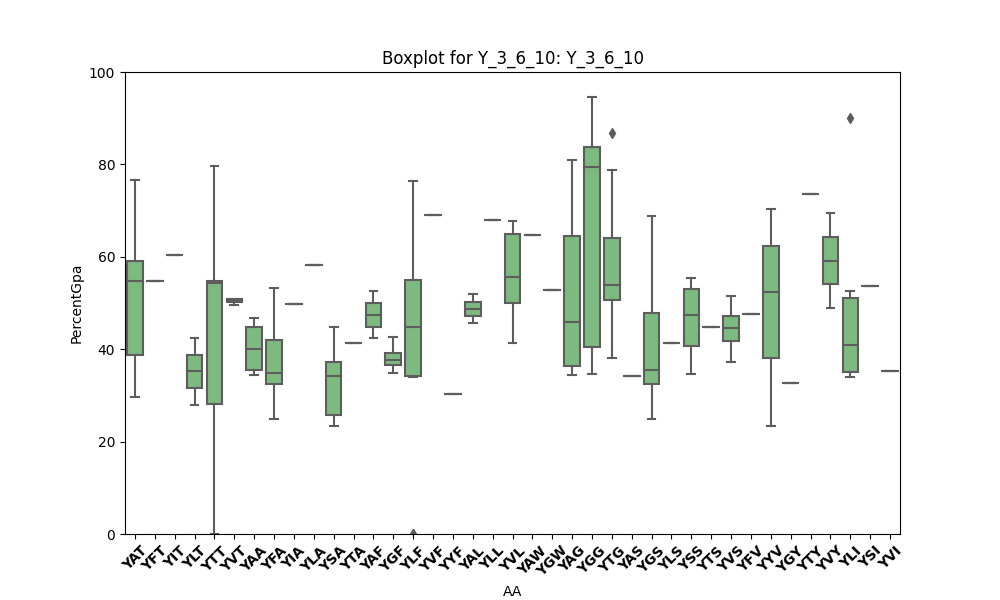 Boxplot for Y_3_6_10: Y_3_6_10
100
80
60
40
20
0
PercentGpa
YAT YFT YIT YLT YTT YVT YAA YFA YIA YLA YSA YTA YAF YGF YLF YVF YYF YAL YLL YVL YAW YGW YAG YGG YTG YAS YGS YLS YSS YTS YVS YFV YYV YGY YTY YVY YLI YSI YVI
AA